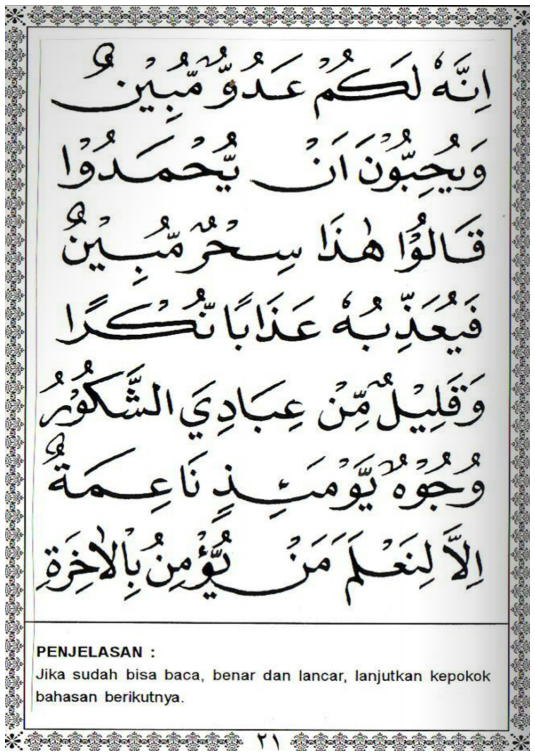 اِنَّهٗ لَكُمْ عَدُوٌّ مُّبِيْنٌ
وَيُحِبُّوْنَ اَنْ يُّحْمَدُوْا
قَالُوْا هٰذَا سِحْرٌ مُّبِيْنٌ
فَيُعَذِّبُهٗ عَذَابًا نُّكْرًا
وَقَلِيْلٌ مِّنْ عِبَادِيَ الشَّكُوْرُ
وُجُوْهٌ يَّوْمَئِذٍ نَاعِمَةٌ
اِلَّا لِنَعْلَمَ مَنْ يُّؤْمِنُ بِالْاٰخِرَةِ
PENJELASAN :
Jika sudah bisa baca, benar dan lancar, lanjutkan kepokok
bahasan berikutnya.
٢١